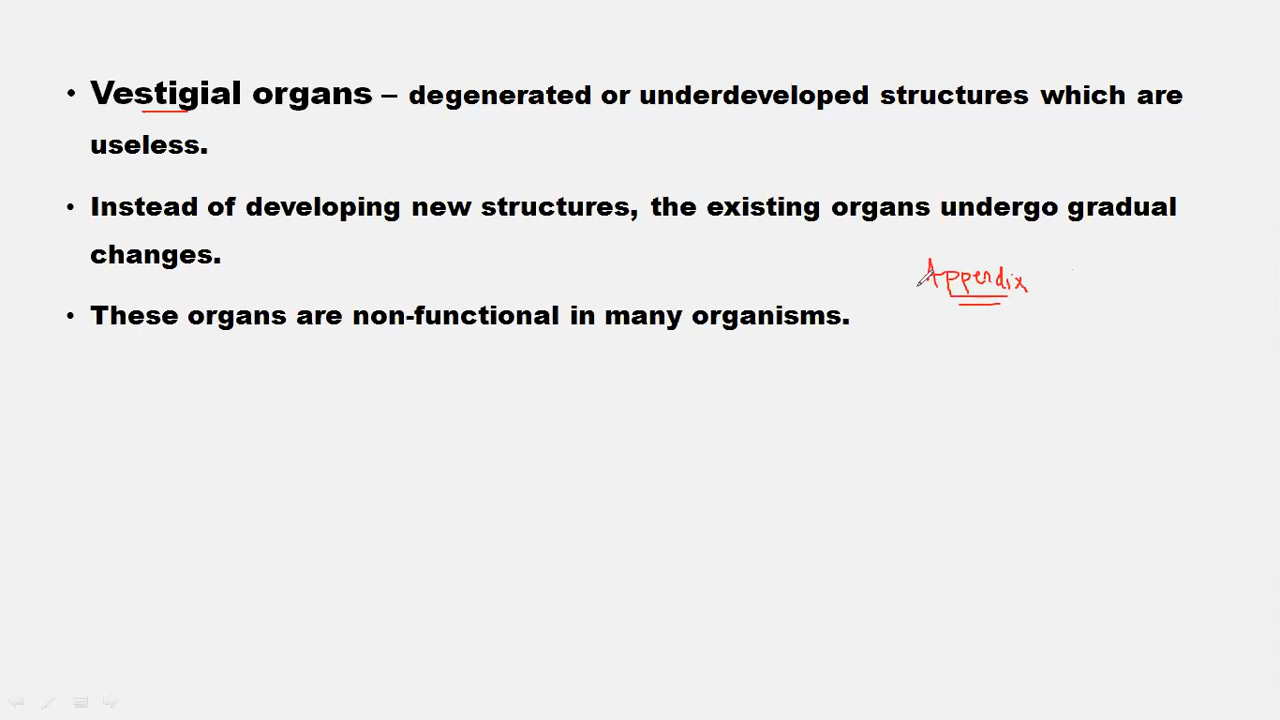 • Vestigial organs – degenerated or underdeveloped structures which are
useless.
• Instead of developing new structures, the existing organs undergo gradual
changes.
Appendix
• These organs are non-functional in many organisms.